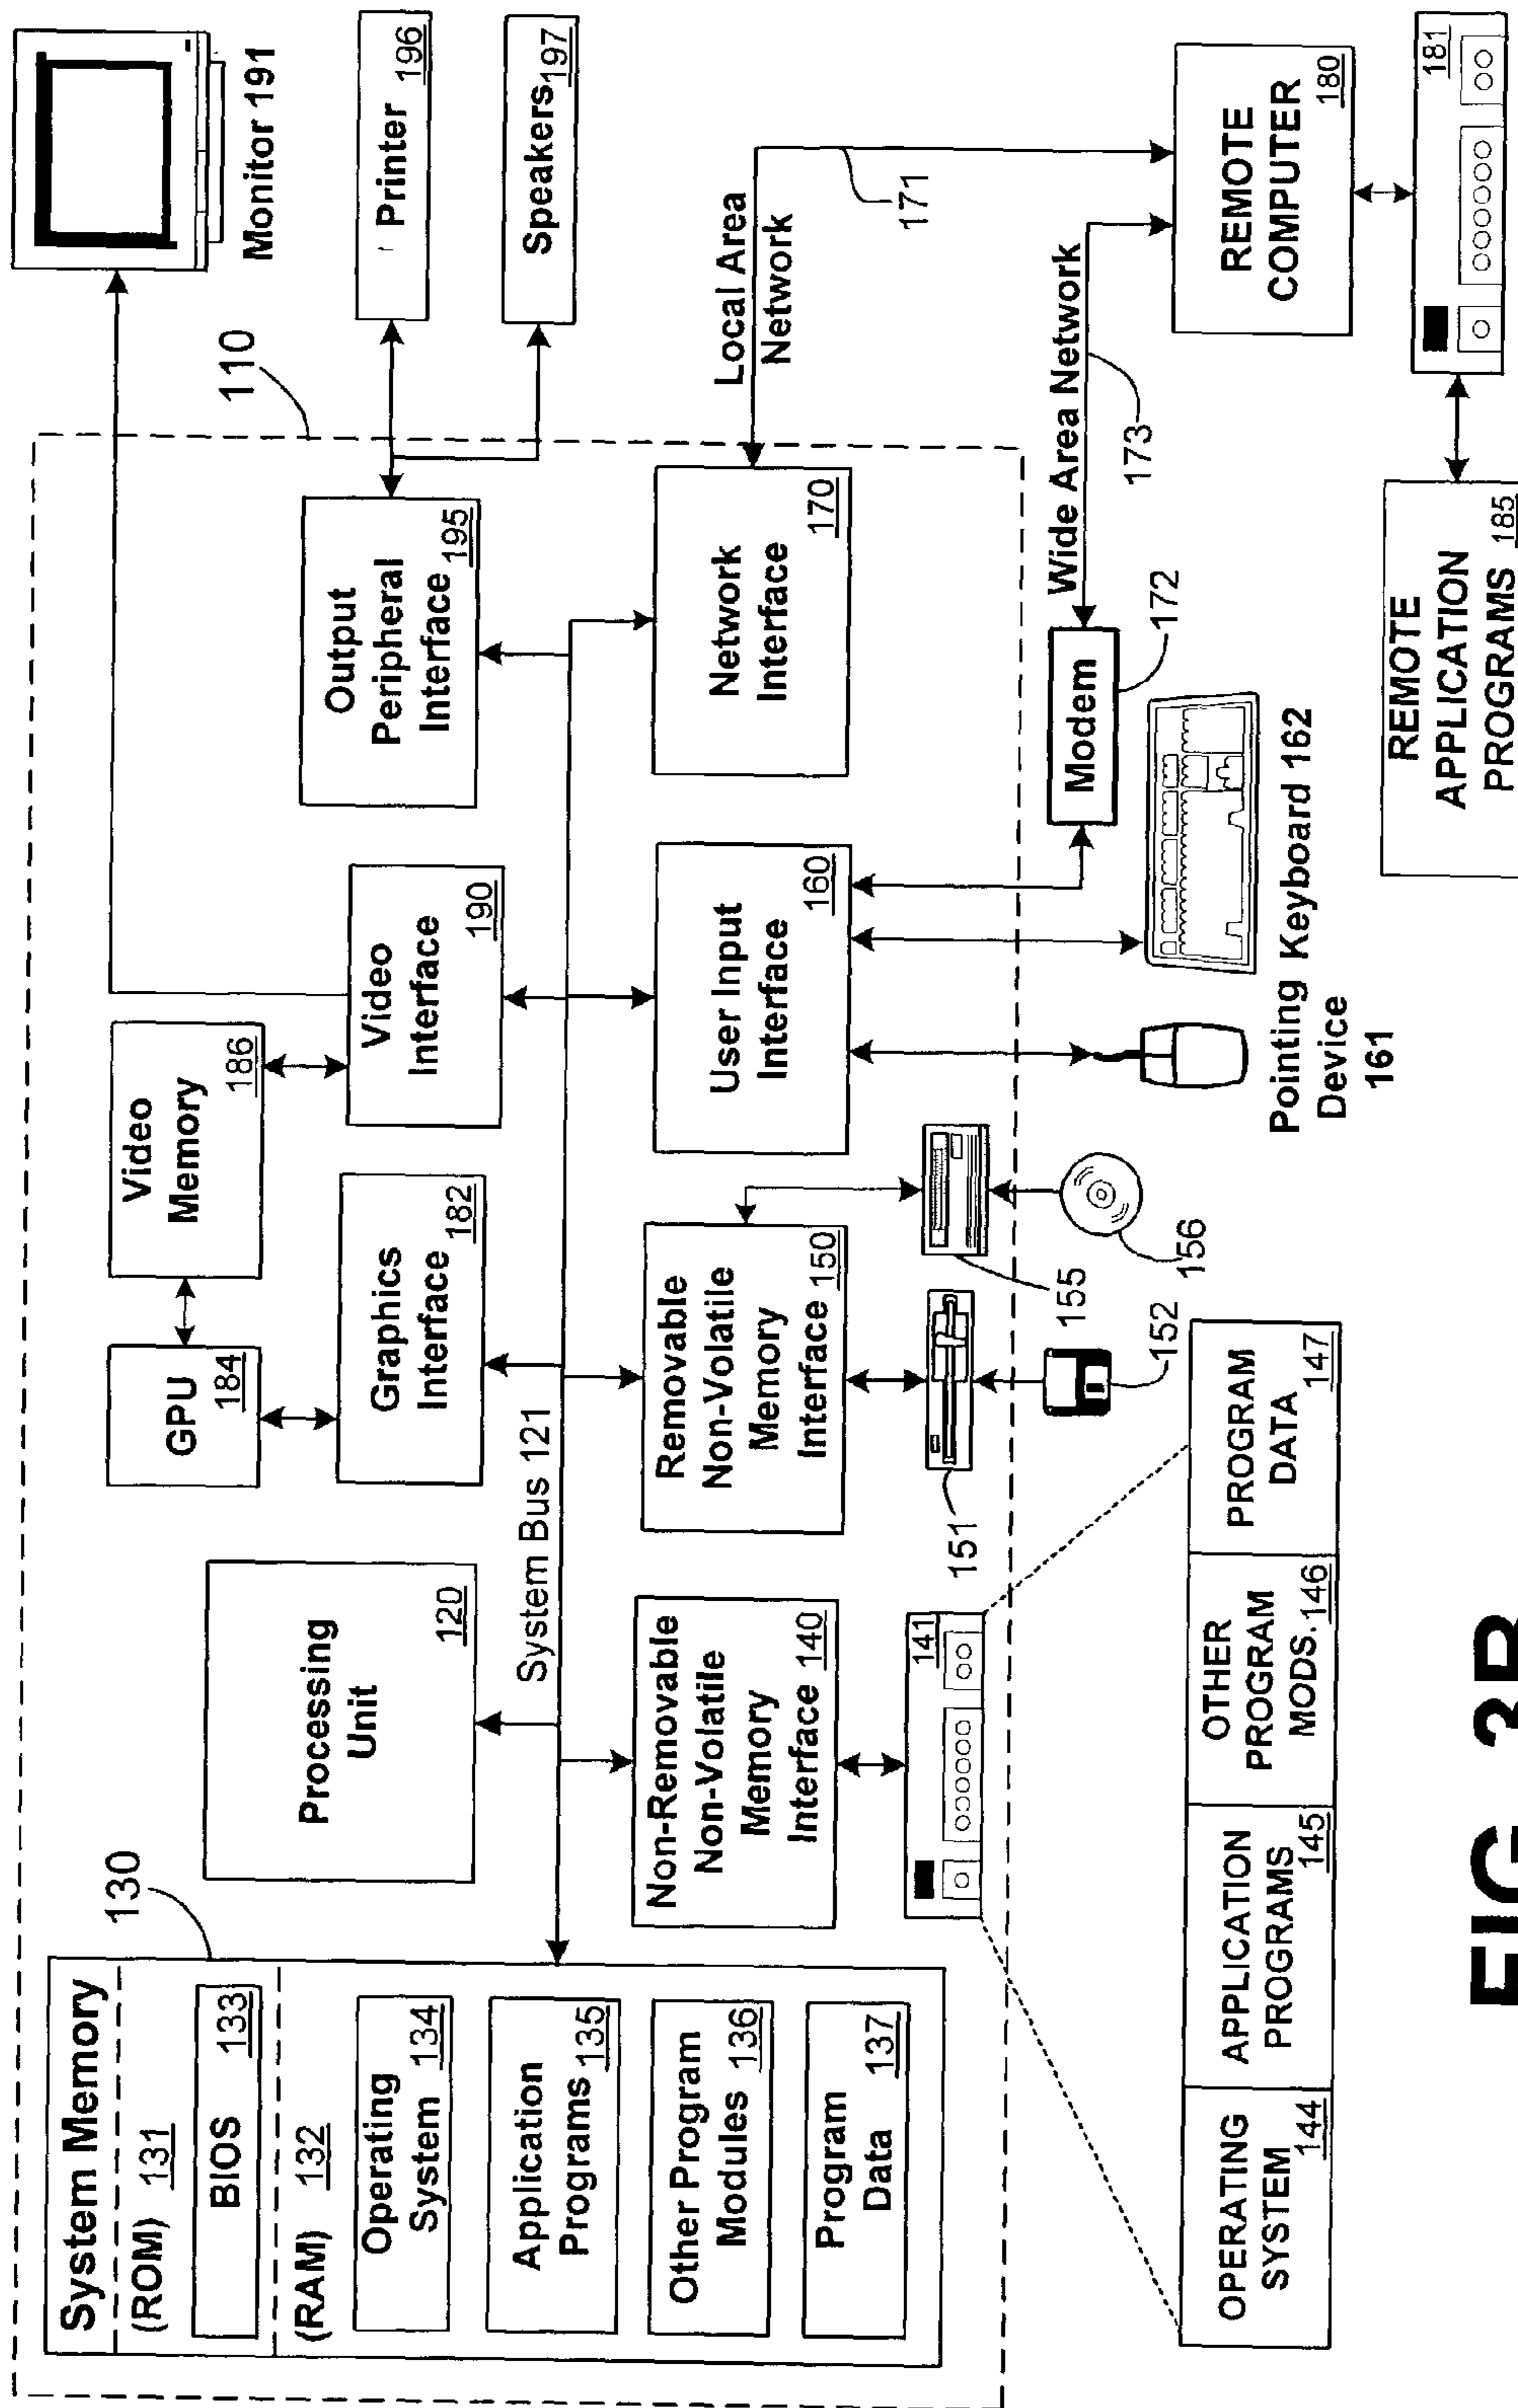 System Memory
130
(ROM) 131
BIOS 133
(RAM) 132
Operating
System 134
Application
Programs 135
Other Program
Modules 136
Program
Data 137
Processing
Unit
120
GPU
184
Video
Memory
186
Graphics
Interface
182
Video
Interface
190
Output
Peripheral
Interface 195
110
Monitor 191
Printer 196
Speakers 197
System Bus 121
Non-Removable
Non-Volatile
Memory
Interface 140
Removable
Non-Volatile
Memory
Interface 150
User Input
Interface
160
Network
Interface 170
Local Area
Network
171
141
151
152
155
156
Modem
172
Wide Area Network
173
Pointing
Device
161
Keyboard 162
REMOTE
COMPUTER
180
181
REMOTE
APPLICATION
PROGRAMS 185
OPERATING
SYSTEM 144
APPLICATION
PROGRAMS 145
OTHER
PROGRAM
MODS. 146
PROGRAM
DATA 147
FIG 3B